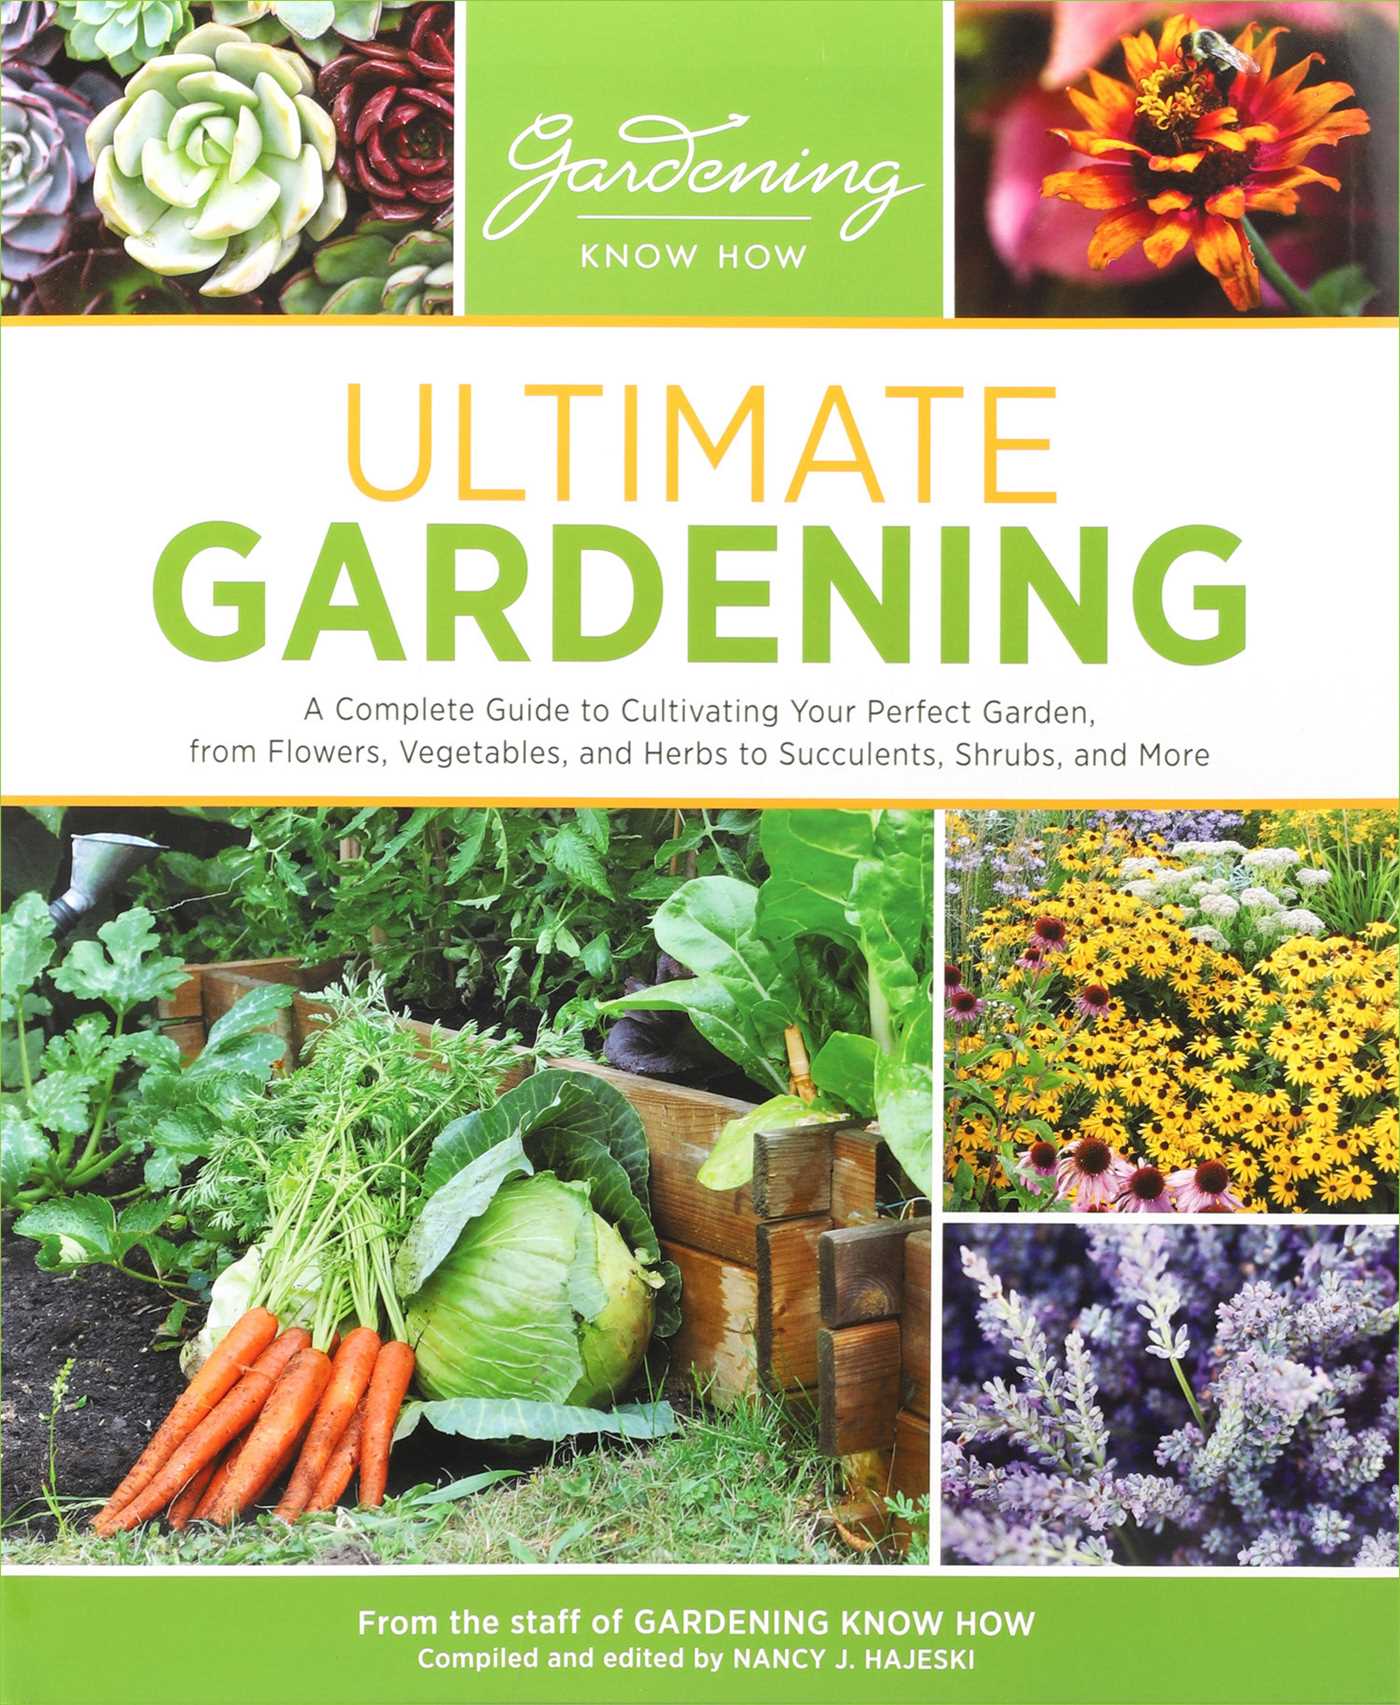 Gardening
KNOW HOW
ULTIMATE
GARDENING
A Complete Guide to Cultivating Your Perfect Garden,
from Flowers, Vegetables, and Herbs to Succulents, Shrubs, and More
From the staff of GARDENING KNOW HOW
Compiled and edited by NANCY J. HAJESKI